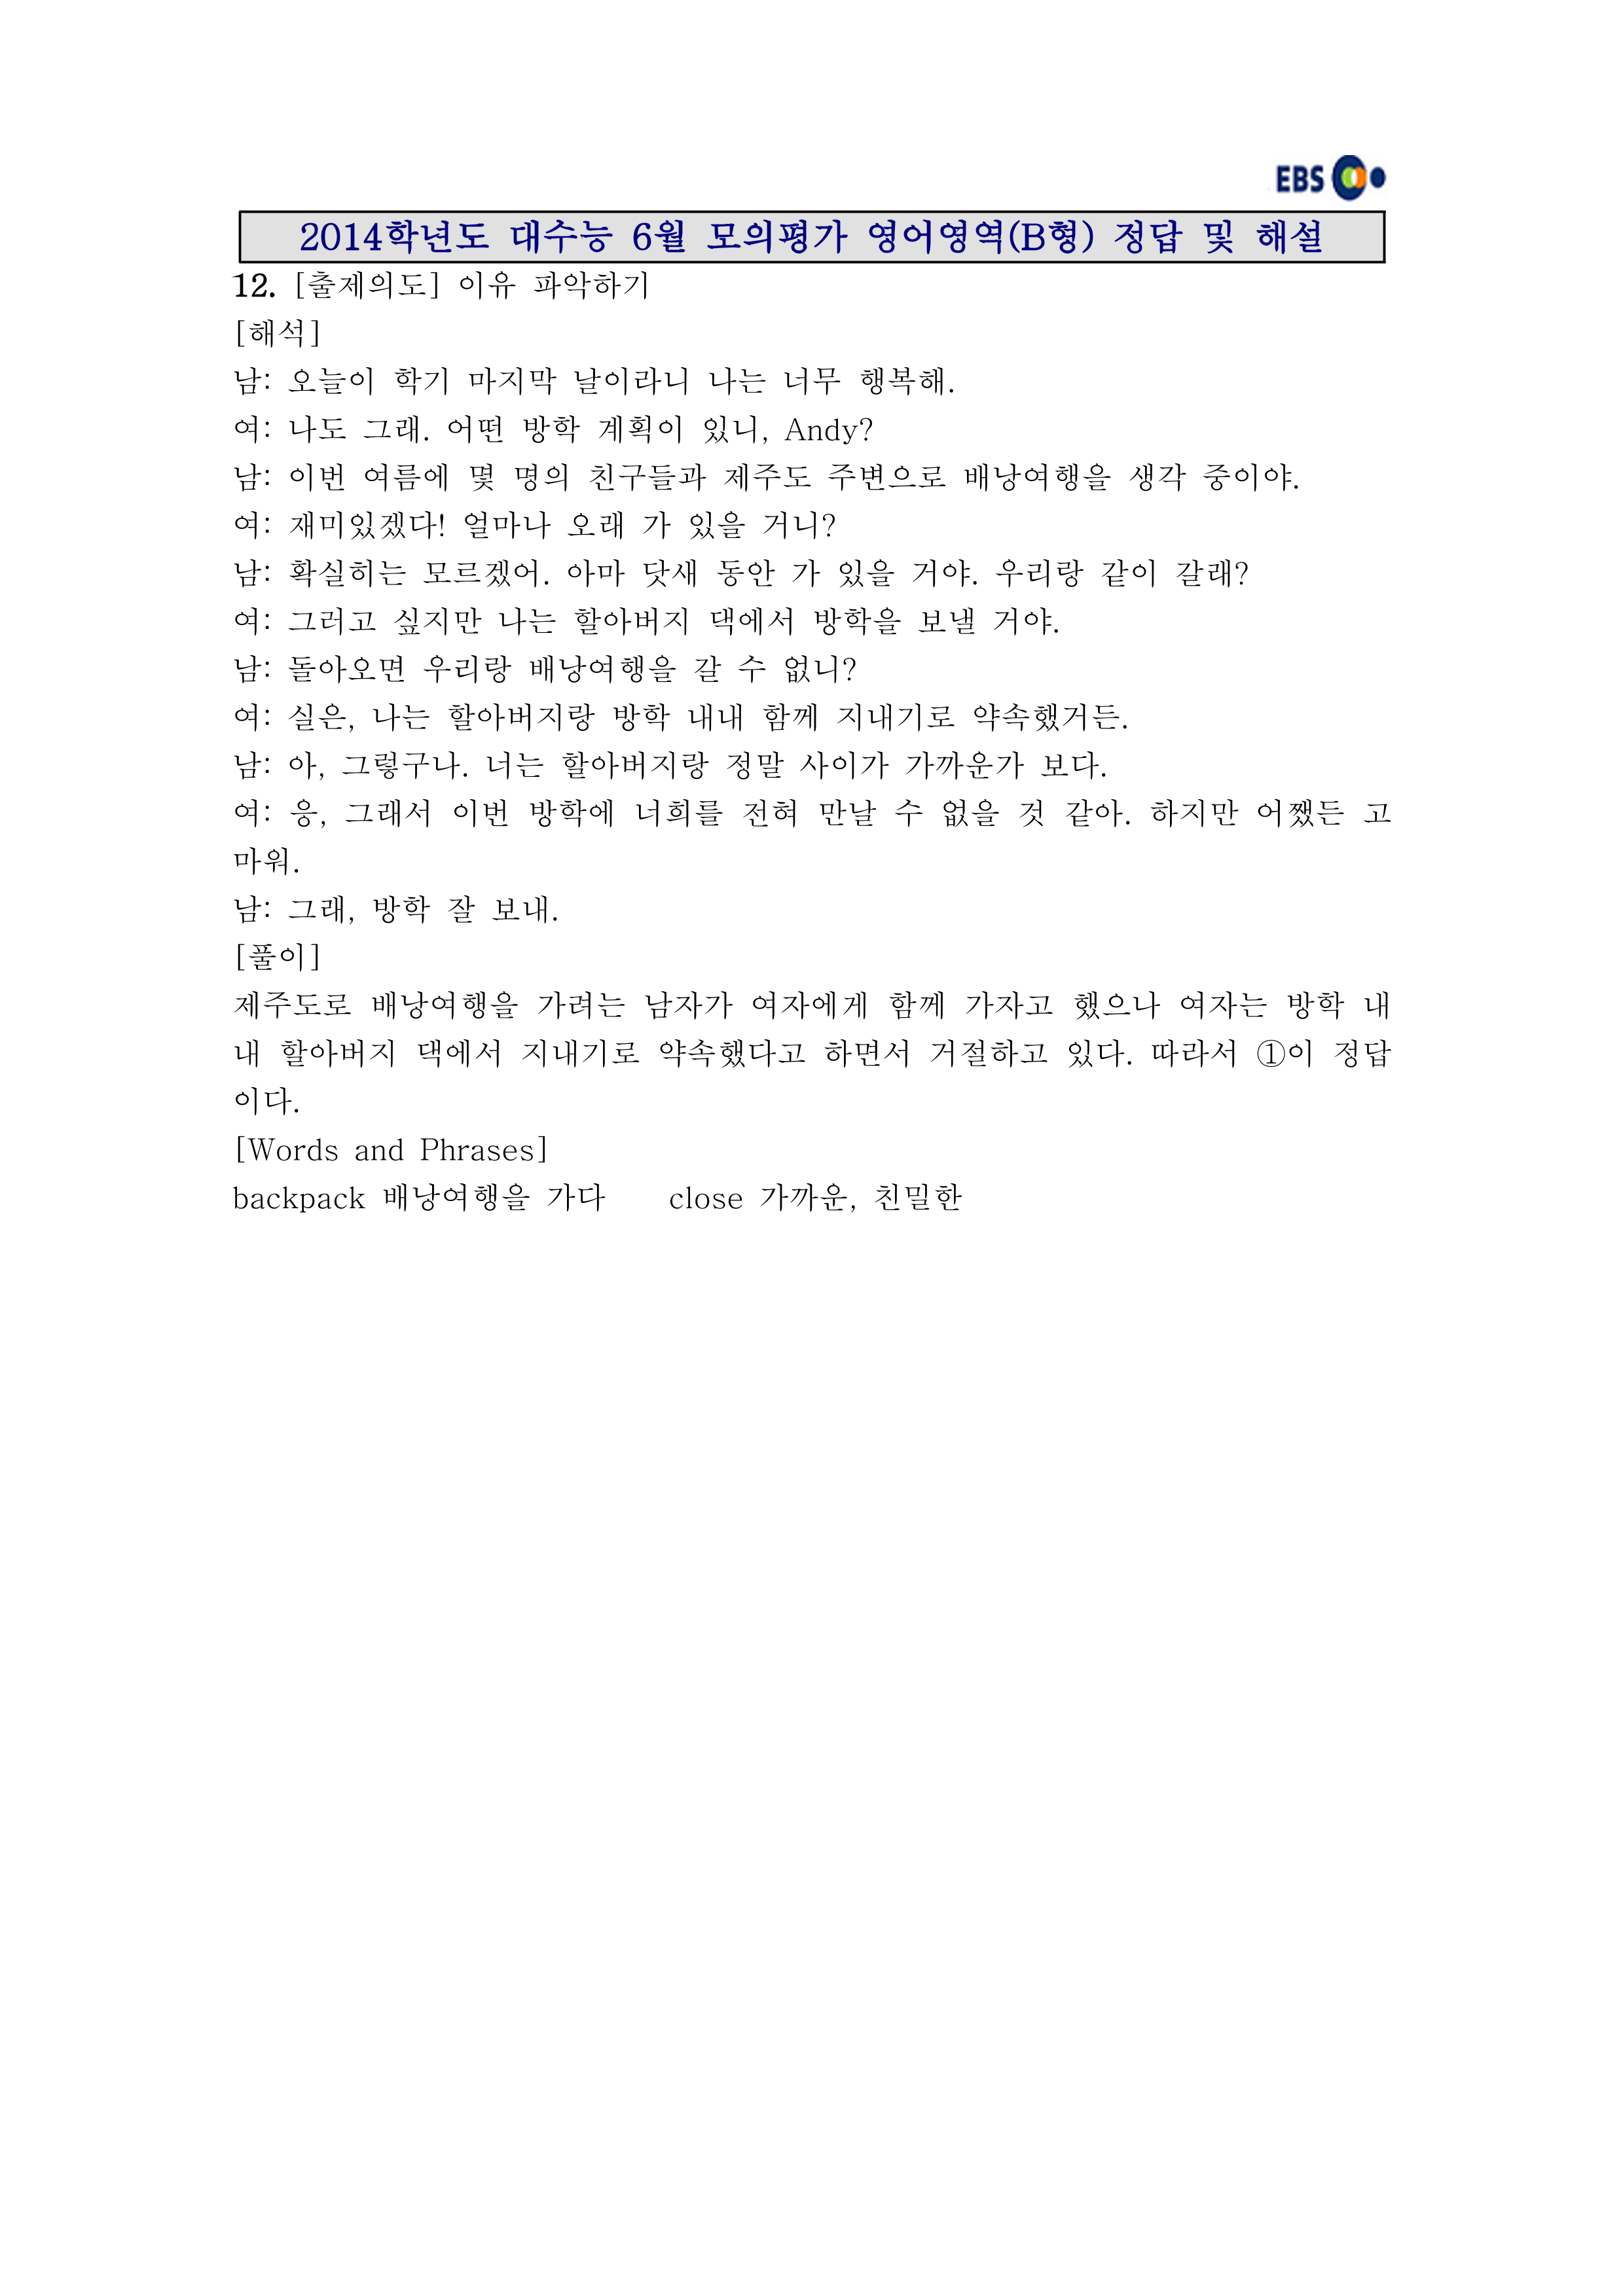 EBS
2014학년도 대수능 6월 모의평가 영어영역(B형) 정답 및 해설
12. [출제의도] 이유 파악하기
[해석]
남: 오늘이 학기 마지막 날이라니 나는 너무 행복해.
여: 나도 그래. 어떤 방학 계획이 있니, Andy?
남: 이번 여름에 몇 명의 친구들과 제주도 주변으로 배낭여행을 생각 중이야.
여: 재미있겠다! 얼마나 오래 가 있을 거니?
남: 확실히는 모르겠어. 아마 닷새 동안 가 있을 거야. 우리랑 같이 갈래?
여: 그러고 싶지만 나는 할아버지 댁에서 방학을 보낼 거야.
남: 돌아오면 우리랑 배낭여행을 갈 수 없니?
여: 실은, 나는 할아버지랑 방학 내내 함께 지내기로 약속했거든.
남: 아, 그렇구나. 너는 할아버지랑 정말 사이가 가까운가 보다.
여: 응, 그래서 이번 방학에 너희를 전혀 만날 수 없을 것 같아. 하지만 어쨌든 고
마워.
남: 그래, 방학 잘 보내.
[풀이]
제주도로 배낭여행을 가려는 남자가 여자에게 함께 가자고 했으나 여자는 방학 내
내 할아버지 댁에서 지내기로 약속했다고 하면서 거절하고 있다. 따라서 ①이 정답
이다.
[Words and Phrases]
backpack 배낭여행을 가다 close 가까운, 친밀한